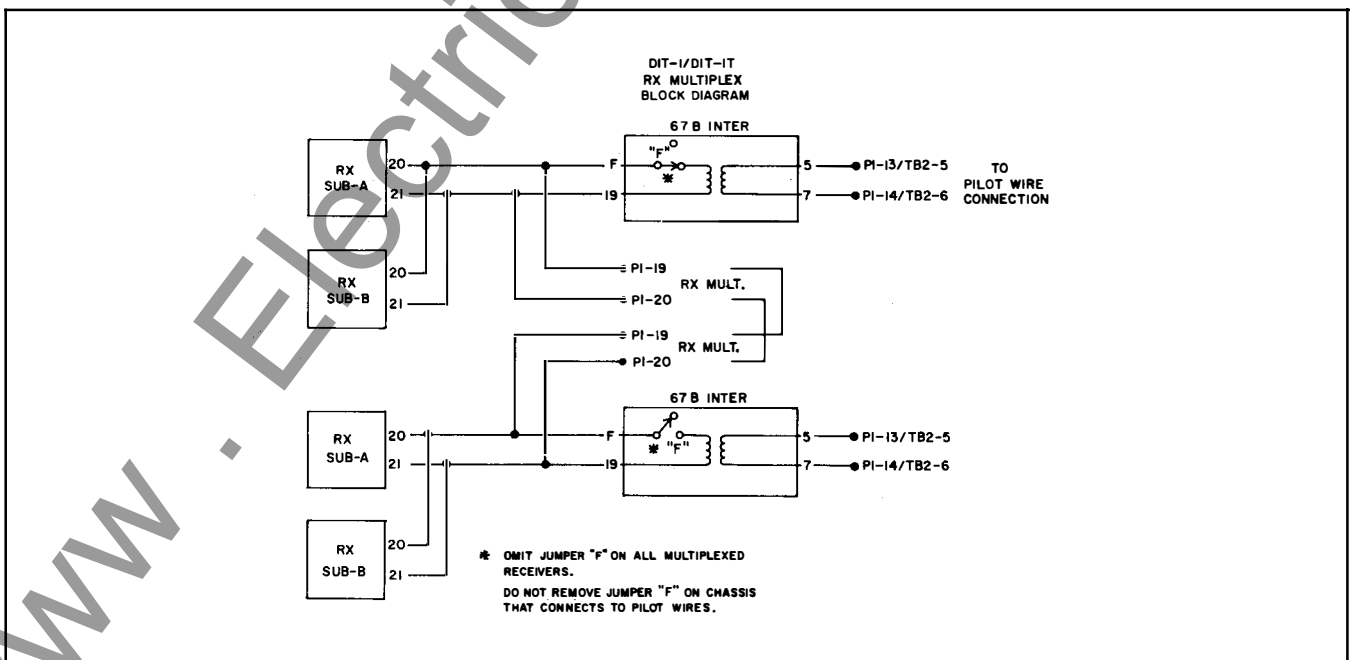 DIT-1/DIT-1T
RX MULTIPLEX
BLOCK DIAGRAM
67B INTER
RX
SUB-A
20
21
F
"F"
*
19
5
7
P1-13/TB2-5
P1-14/TB2-6
TO
PILOT WIRE
CONNECTION
RX
SUB-B
20
21
P1-19
RX MULT.
P1-20
P1-19
RX MULT.
P1-20
67B INTER
RX
SUB-A
20
21
F
* "F"
19
5
7
P1-13/TB2-5
P1-14/TB2-6
RX
SUB-B
20
21
* OMIT JUMPER "F" ON ALL MULTIPLEXED
RECEIVERS.
DO NOT REMOVE JUMPER "F" ON CHASSIS
THAT CONNECTS TO PILOT WIRES.
ww . Electric